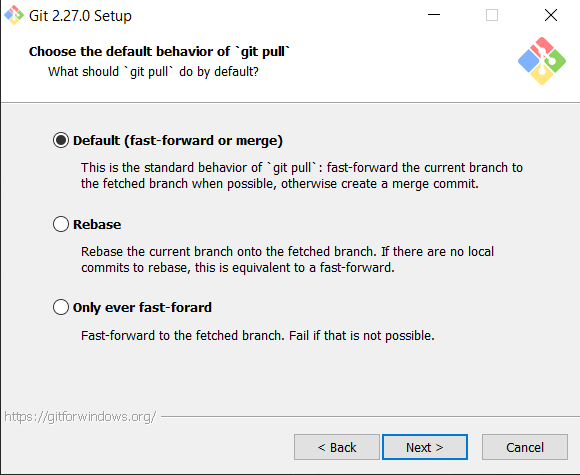 Git 2.27.0 Setup
Choose the default behavior of `git pull`
What should `git pull` do by default?
Default (fast-forward or merge)
This is the standard behavior of `git pull`: fast-forward the current branch to
the fetched branch when possible, otherwise create a merge commit.
Rebase
Rebase the current branch onto the fetched branch. If there are no local
commits to rebase, this is equivalent to a fast-forward.
Only ever fast-forard
Fast-forward to the fetched branch. Fail if that is not possible.
https://gitforwindows.org/
< Back
Next >
Cancel